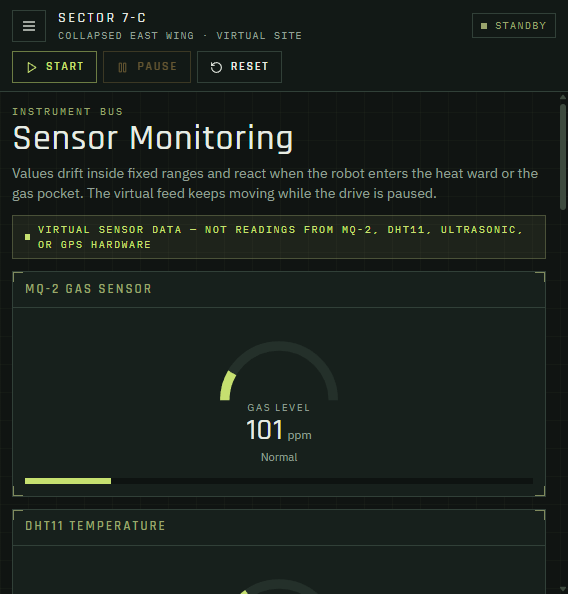 SECTOR 7-C
COLLAPSED EAST WING · VIRTUAL SITE
STANDBY
START
PAUSE
RESET
INSTRUMENT BUS
Sensor Monitoring
Values drift inside fixed ranges and react when the robot enters the heat ward or the
gas pocket. The virtual feed keeps moving while the drive is paused.
VIRTUAL SENSOR DATA — NOT READINGS FROM MQ-2, DHT11, ULTRASONIC,
OR GPS HARDWARE
MQ-2 GAS SENSOR
GAS LEVEL
101 ppm
Normal
DHT11 TEMPERATURE